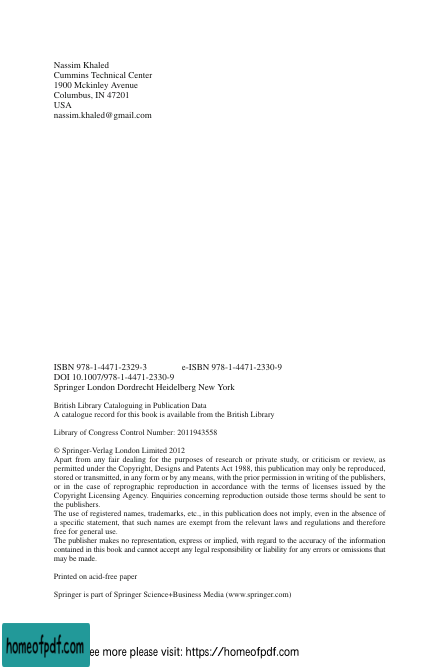 Nassim Khaled
Cummins Technical Center
1900 Mckinley Avenue
Columbus, IN 47201
USA
nassim.khaled@gmail.com
ISBN 978-1-4471-2329-3 e-ISBN 978-1-4471-2330-9
DOI 10.1007/978-1-4471-2330-9
Springer London Dordrecht Heidelberg New York
British Library Cataloguing in Publication Data
A catalogue record for this book is available from the British Library
Library of Congress Control Number: 2011943558
© Springer-Verlag London Limited 2012
Apart from any fair dealing for the purposes of research or private study, or criticism or review, as
permitted under the Copyright, Designs and Patents Act 1988, this publication may only be reproduced,
stored or transmitted, in any form or by any means, with the prior permission in writing of the publishers,
or in the case of reprographic reproduction in accordance with the terms of licenses issued by the
Copyright Licensing Agency. Enquiries concerning reproduction outside those terms should be sent to
the publishers.
The use of registered names, trademarks, etc., in this publication does not imply, even in the absence of
a specific statement, that such names are exempt from the relevant laws and regulations and therefore
free for general use.
The publisher makes no representation, express or implied, with regard to the accuracy of the information
contained in this book and cannot accept any legal responsibility or liability for any errors or omissions that
may be made.
Printed on acid-free paper
Springer is part of Springer Science+Business Media (www.springer.com)
homeofpdf.com
ee more please visit: https://homeofpdf.com